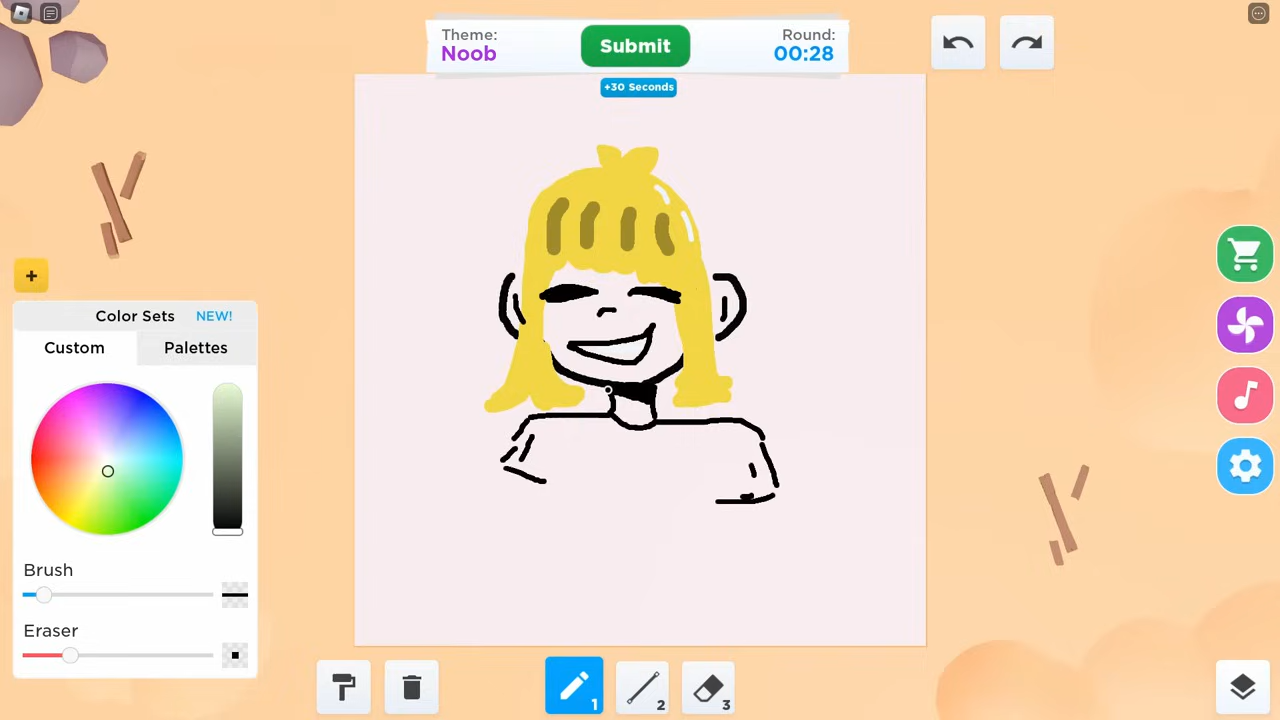 Theme:
Noob
Submit
Round:
00:28
+30 Seconds
+
Color Sets NEW!
Custom Palettes
Brush
Eraser
1
2
3